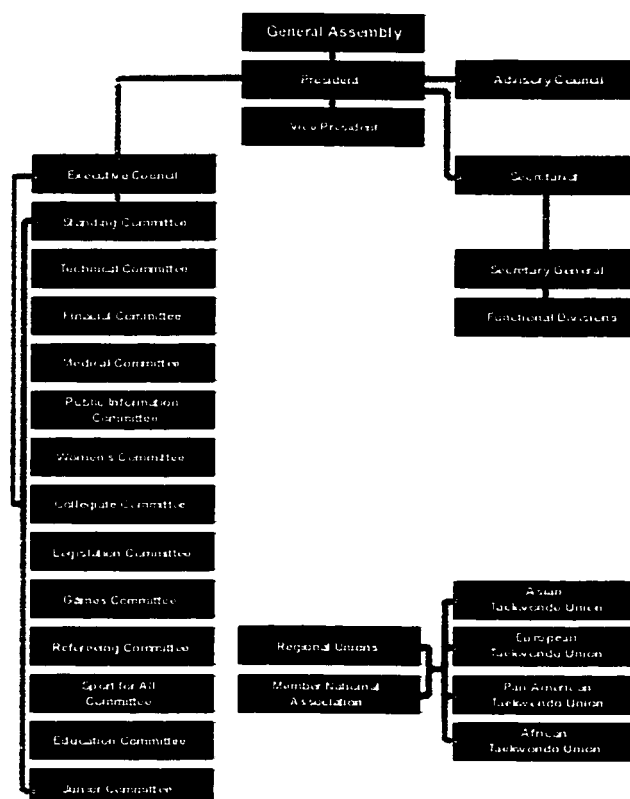 General Assembly
President
Advisory Council
Vice President
Executive Council
Secretariat
Standing Committee
Technical Committee
Secretary General
Financial Committee
Functional Divisions
Medical Committee
Public Information
Committee
Women's Committee
Collegiate Committee
Legislation Committee
Games Committee
Asian
Taekwondo Union
Refereeing Committee
Regional Unions
European
Taekwondo Union
Sport for All
Committee
Member National
Association
Pan American
Taekwondo Union
Education Committee
African
Taekwondo Union
Junior Committee